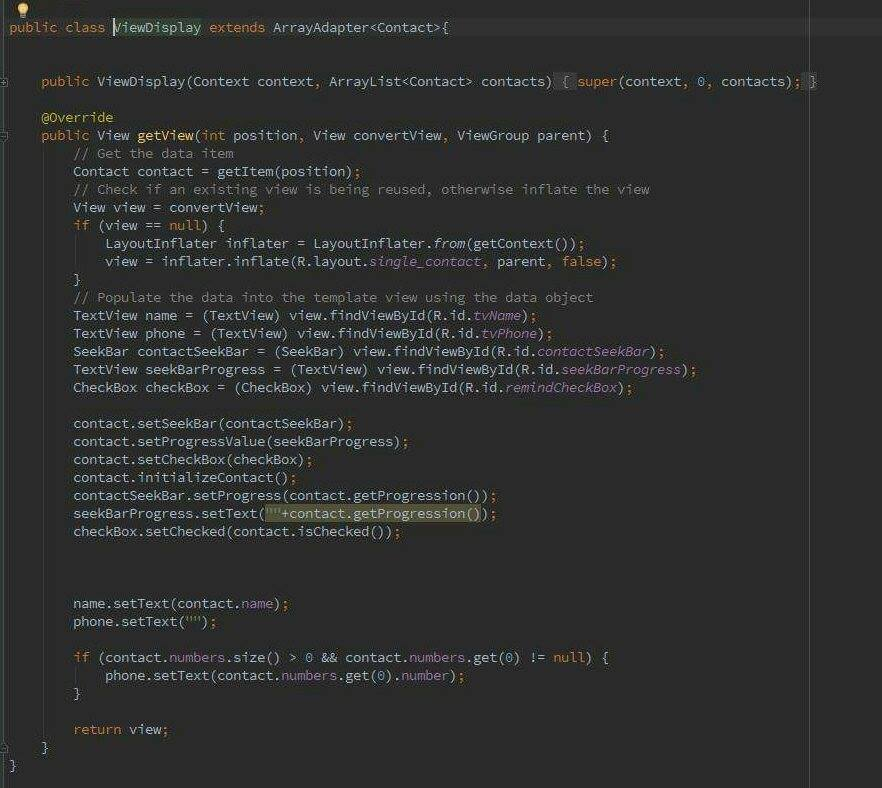 public class ViewDisplay extends ArrayAdapter<Contact>{
public ViewDisplay(Context context, ArrayList<Contact> contacts) { super(context, 0, contacts); }
@Override
public View getView(int position, View convertView, ViewGroup parent) {
// Get the data item
Contact contact = getItem(position);
// Check if an existing view is being reused, otherwise inflate the view
View view = convertView;
if (view == null) {
LayoutInflater inflater = LayoutInflater.from(getContext());
view = inflater.inflate(R.layout.single_contact, parent, false);
}
// Populate the data into the template view using the data object
TextView name = (TextView) view.findViewById(R.id.tvName);
TextView phone = (TextView) view.findViewById(R.id.tvPhone);
SeekBar contactSeekBar = (SeekBar) view.findViewById(R.id.contactSeekBar);
TextView seekBarProgress = (TextView) view.findViewById(R.id.seekBarProgress);
CheckBox checkBox = (CheckBox) view.findViewById(R.id.remindCheckBox);
contact.setSeekBar(contactSeekBar);
contact.setProgressValue(seekBarProgress);
contact.setCheckBox(checkBox);
contact.initializeContact();
contactSeekBar.setProgress(contact.getProgression());
seekBarProgress.setText(""+contact.getProgression());
checkBox.setChecked(contact.isChecked());
name.setText(contact.name);
phone.setText("");
if (contact.numbers.size() > 0 && contact.numbers.get(0) != null) {
phone.setText(contact.numbers.get(0).number);
}
return view;
}
}